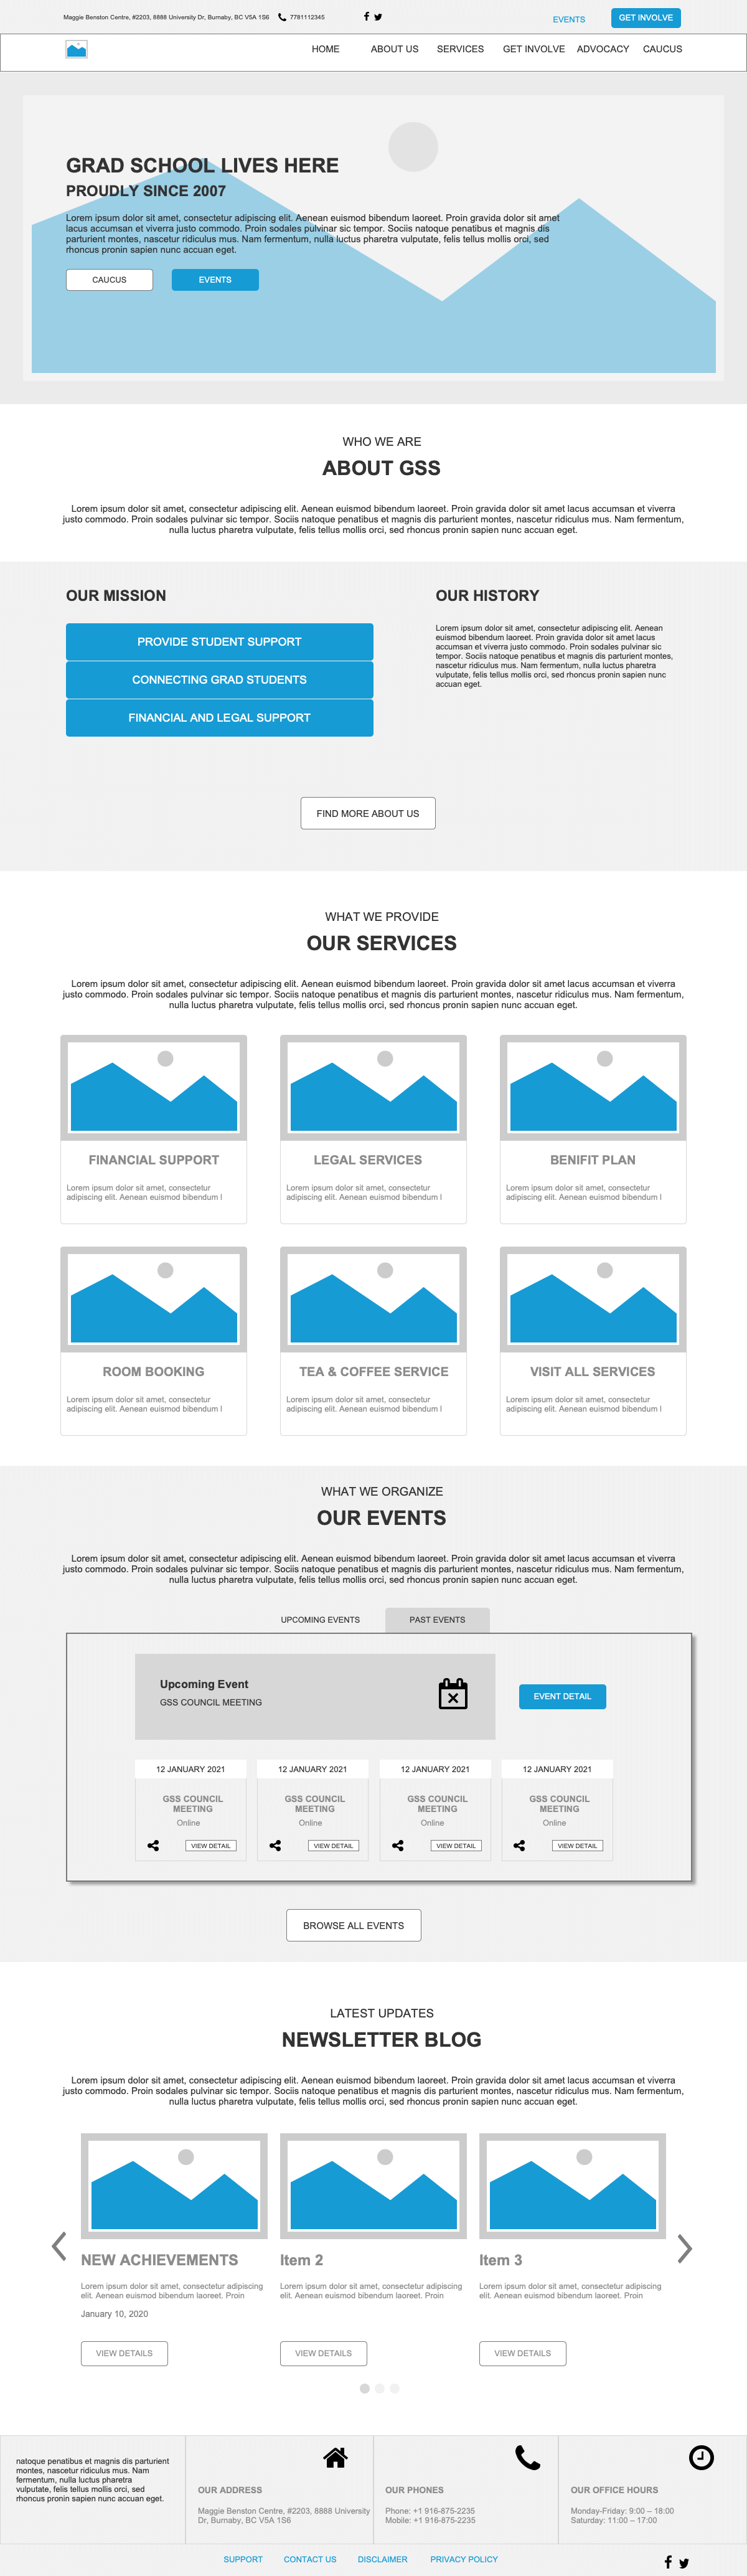 Maggie Benston Centre, #2203, 8888 University Dr, Burnaby, BC V5A 1S6 7781112345 EVENTS GET INVOLVE
HOME ABOUT US SERVICES GET INVOLVE ADVOCACY CAUCUS
GRAD SCHOOL LIVES HERE
PROUDLY SINCE 2007
Lorem ipsum dolor sit amet, consectetur adipiscing elit. Aenean euismod bibendum laoreet. Proin gravida dolor sit amet
lacus accumsan et viverra justo commodo. Proin sodales pulvinar sic tempor. Sociis natoque penatibus et magnis dis
parturient montes, nascetur ridiculus mus. Nam fermentum, nulla luctus pharetra vulputate, felis tellus mollis orci, sed
rhoncus pronin sapien nunc accuan eget.
CAUCUS EVENTS
WHO WE ARE
ABOUT GSS
Lorem ipsum dolor sit amet, consectetur adipiscing elit. Aenean euismod bibendum laoreet. Proin gravida dolor sit amet lacus accumsan et viverra
justo commodo. Proin sodales pulvinar sic tempor. Sociis natoque penatibus et magnis dis parturient montes, nascetur ridiculus mus. Nam fermentum,
nulla luctus pharetra vulputate, felis tellus mollis orci, sed rhoncus pronin sapien nunc accuan eget.
OUR MISSION
PROVIDE STUDENT SUPPORT
CONNECTING GRAD STUDENTS
FINANCIAL AND LEGAL SUPPORT
OUR HISTORY
Lorem ipsum dolor sit amet, consectetur adipiscing elit. Aenean
euismod bibendum laoreet. Proin gravida dolor sit amet lacus
accumsan et viverra justo commodo. Proin sodales pulvinar sic
tempor. Sociis natoque penatibus et magnis dis parturient montes,
nascetur ridiculus mus. Nam fermentum, nulla luctus pharetra
vulputate, felis tellus mollis orci, sed rhoncus pronin sapien nunc
accuan eget.
FIND MORE ABOUT US
WHAT WE PROVIDE
OUR SERVICES
Lorem ipsum dolor sit amet, consectetur adipiscing elit. Aenean euismod bibendum laoreet. Proin gravida dolor sit amet lacus accumsan et viverra
justo commodo. Proin sodales pulvinar sic tempor. Sociis natoque penatibus et magnis dis parturient montes, nascetur ridiculus mus. Nam fermentum,
nulla luctus pharetra vulputate, felis tellus mollis orci, sed rhoncus pronin sapien nunc accuan eget.
FINANCIAL SUPPORT
Lorem ipsum dolor sit amet, consectetur
adipiscing elit. Aenean euismod bibendum l
LEGAL SERVICES
Lorem ipsum dolor sit amet, consectetur
adipiscing elit. Aenean euismod bibendum l
BENIFIT PLAN
Lorem ipsum dolor sit amet, consectetur
adipiscing elit. Aenean euismod bibendum l
ROOM BOOKING
Lorem ipsum dolor sit amet, consectetur
adipiscing elit. Aenean euismod bibendum l
TEA & COFFEE SERVICE
Lorem ipsum dolor sit amet, consectetur
adipiscing elit. Aenean euismod bibendum l
VISIT ALL SERVICES
Lorem ipsum dolor sit amet, consectetur
adipiscing elit. Aenean euismod bibendum l
WHAT WE ORGANIZE
OUR EVENTS
Lorem ipsum dolor sit amet, consectetur adipiscing elit. Aenean euismod bibendum laoreet. Proin gravida dolor sit amet lacus accumsan et viverra
justo commodo. Proin sodales pulvinar sic tempor. Sociis natoque penatibus et magnis dis parturient montes, nascetur ridiculus mus. Nam fermentum,
nulla luctus pharetra vulputate, felis tellus mollis orci, sed rhoncus pronin sapien nunc accuan eget.
UPCOMING EVENTS PAST EVENTS
Upcoming Event
GSS COUNCIL MEETING
EVENT DETAIL
12 JANUARY 2021
GSS COUNCIL
MEETING
Online
VIEW DETAIL
12 JANUARY 2021
GSS COUNCIL
MEETING
Online
VIEW DETAIL
12 JANUARY 2021
GSS COUNCIL
MEETING
Online
VIEW DETAIL
12 JANUARY 2021
GSS COUNCIL
MEETING
Online
VIEW DETAIL
BROWSE ALL EVENTS
LATEST UPDATES
NEWSLETTER BLOG
Lorem ipsum dolor sit amet, consectetur adipiscing elit. Aenean euismod bibendum laoreet. Proin gravida dolor sit amet lacus accumsan et viverra
justo commodo. Proin sodales pulvinar sic tempor. Sociis natoque penatibus et magnis dis parturient montes, nascetur ridiculus mus. Nam fermentum,
nulla luctus pharetra vulputate, felis tellus mollis orci, sed rhoncus pronin sapien nunc accuan eget.
NEW ACHIEVEMENTS
Lorem ipsum dolor sit amet, consectetur adipiscing
elit. Aenean euismod bibendum laoreet. Proin
January 10, 2020
VIEW DETAILS
Item 2
Lorem ipsum dolor sit amet, consectetur adipiscing
elit. Aenean euismod bibendum laoreet. Proin
VIEW DETAILS
Item 3
Lorem ipsum dolor sit amet, consectetur adipiscing
elit. Aenean euismod bibendum laoreet. Proin
VIEW DETAILS
natoque penatibus et magnis dis parturient
montes, nascetur ridiculus mus. Nam
fermentum, nulla luctus pharetra
vulputate, felis tellus mollis orci, sed
rhoncus pronin sapien nunc accuan eget.
OUR ADDRESS
Maggie Benston Centre, #2203, 8888 University
Dr, Burnaby, BC V5A 1S6
OUR PHONES
Phone: +1 916-875-2235
Mobile: +1 916-875-2235
OUR OFFICE HOURS
Monday-Friday: 9:00 – 18:00
Saturday: 11:00 – 17:00
SUPPORT CONTACT US DISCLAIMER PRIVACY POLICY